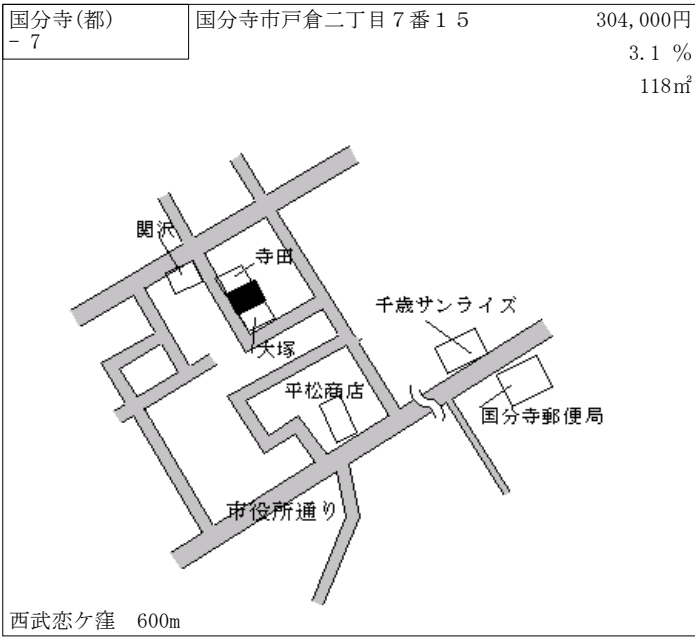 国分寺(都)
- 7
国分寺市戸倉二丁目７番１５
304,000円
3.1 %
118㎡
関沢
寺田
千歳サンライズ
大塚
平松商店
国分寺郵便局
市役所通り
西武恋ケ窪　600m